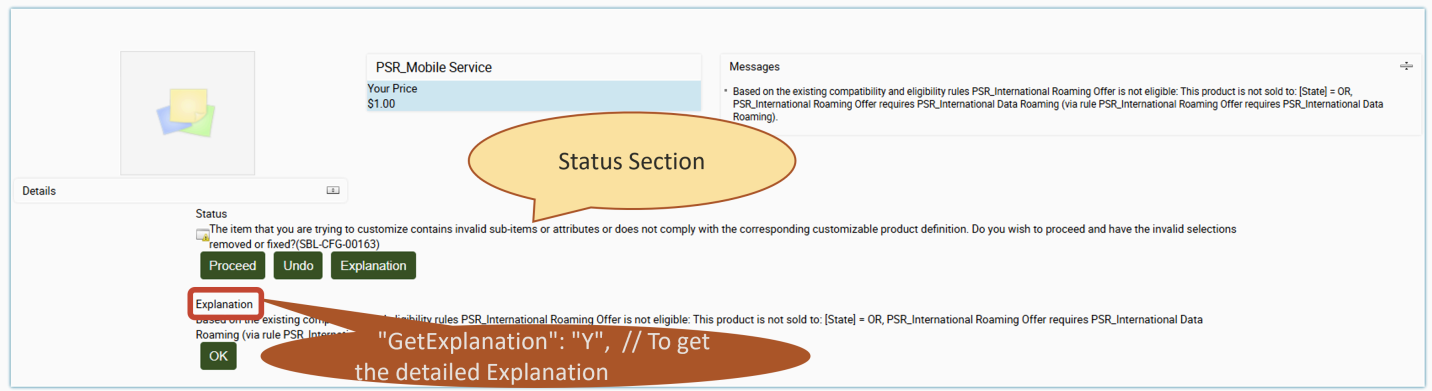 PSR_Mobile Service
Your Price
$1.00
Messages
Based on the existing compatibility and eligibility rules PSR_International Roaming Offer is not eligible: This product is not sold to: [State] = OR,
PSR_International Roaming Offer requires PSR_International Data Roaming (via rule PSR_International Roaming Offer requires PSR_International Data
Roaming).
Status Section
Details
Status
The item that you are trying to customize contains invalid sub-items or attributes or does not comply with the corresponding customizable product definition. Do you wish to proceed and have the invalid selections
removed or fixed?(SBL-CFG-00163)
Proceed Undo Explanation
Explanation
Based on the existing eligibility rules PSR_International Roaming Offer is not eligible: This product is not sold to: [State] = OR, PSR_International Roaming Offer requires PSR_International Data
Roaming (via rule
"GetExplanation": "Y", // To get
the detailed Explanation
OK